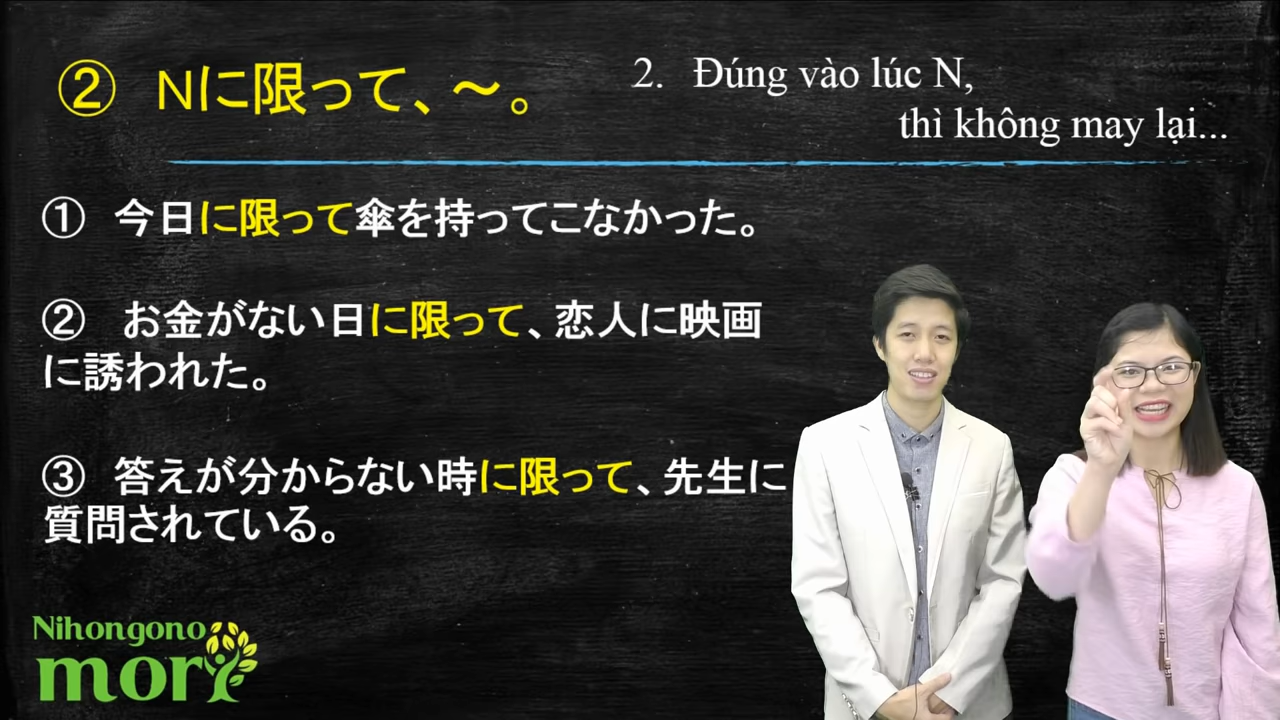 ② Nに限って、～。
2. Đúng vào lúc N,
thì không may lại...
① 今日に限って傘を持ってこなかった。
② お金がない日に限って、恋人に映画
に誘われた。
③ 答えが分からない時に限って、先生に
質問されている。
Nihongono
mori